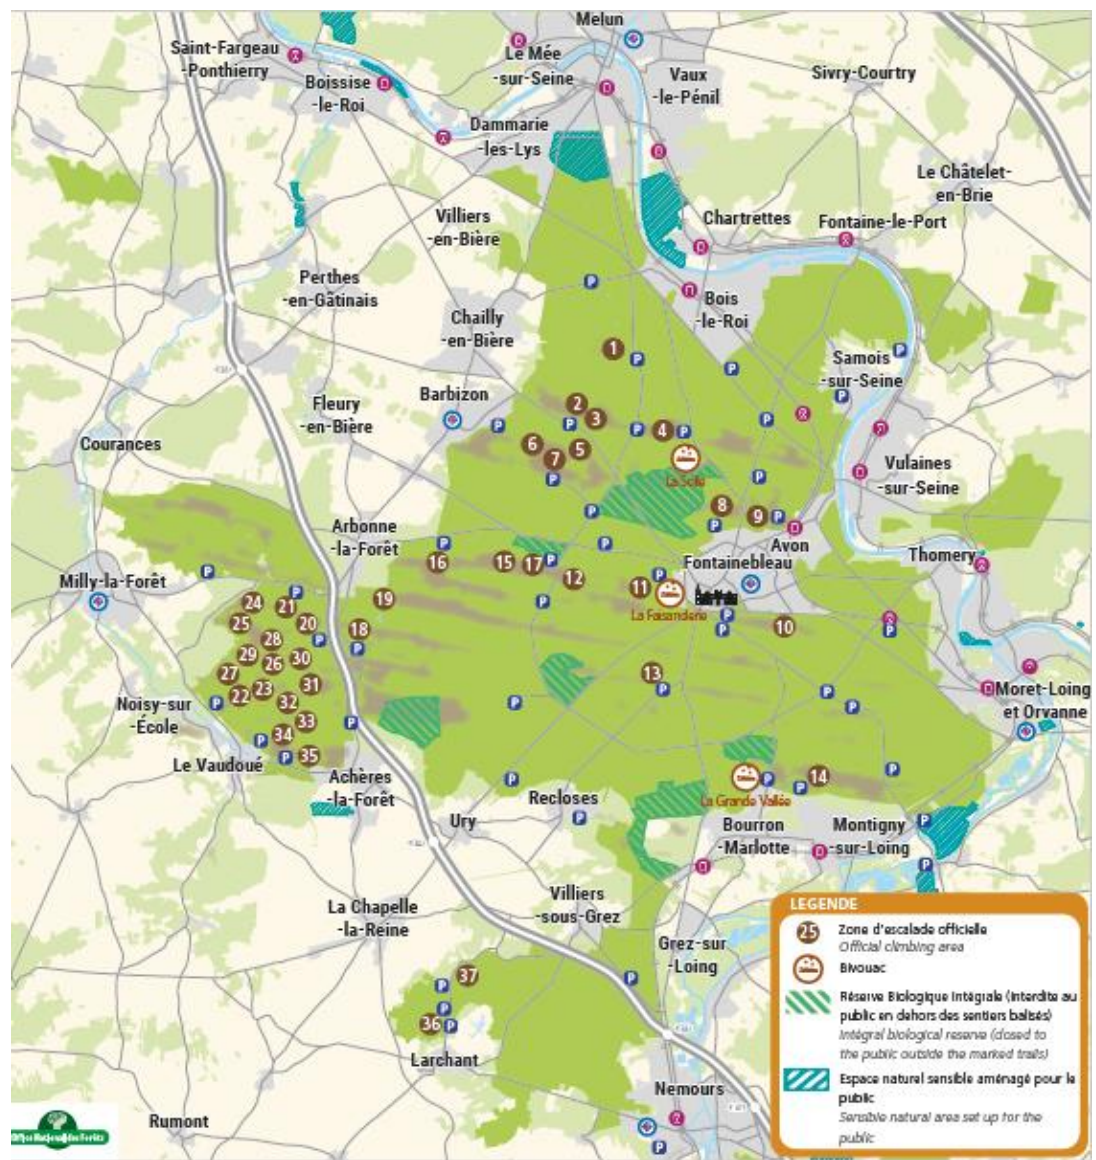 Melun
Saint-Fargeau
-Ponthierry
Le Mée
-sur-Seine
Boissise
-le-Roi
Vaux
-le-Pénil
Sivry-Courtry
Dammarie
-les-Lys
Le Châtelet-
en-Brie
Villiers
-en-Bière
Chartrettes
Fontaine-le-Port
Perthes
-en-Gâtinais
Bois
-le-Roi
Chailly
-en-Bière
1
P
Samois
-sur-Seine
Barbizon
Fleury
-en-Bière
2
3
4
Courances
6
5
7
La Solle
Vulaines
-sur-Seine
8
9
Arbonne
-la-Forêt
Avon
Thomery
Fontainebleau
Milly-la-Forêt
16
15
17
12
11
La Faisanderie
19
24
21
25
20
18
10
28
29
26
30
27
13
22
23
31
32
Noisy-sur
-École
33
34
35
Moret-Loing
et Orvanne
Le Vaudoué
Achères
-la-Forêt
14
La Grande Vallée
Recloses
Ury
Bourron
-Marlotte
Montigny
-sur-Loing
La Chapelle
-la-Reine
Villiers
-sous-Grez
Grez-sur
-Loing
37
36
Larchant
Nemours
Rumont
Office National des Forêts
LEGENDE
25
Zone d'escalade officielle
Official climbing area
Bivouac
Réserve Biologique Intégrale (interdite au
public en dehors des sentiers balisés)
Intégral biological reserve (closed to
the public outside the marked trails)
Espace naturel sensible aménagé pour le
public
Sensible natural area set up for the
public